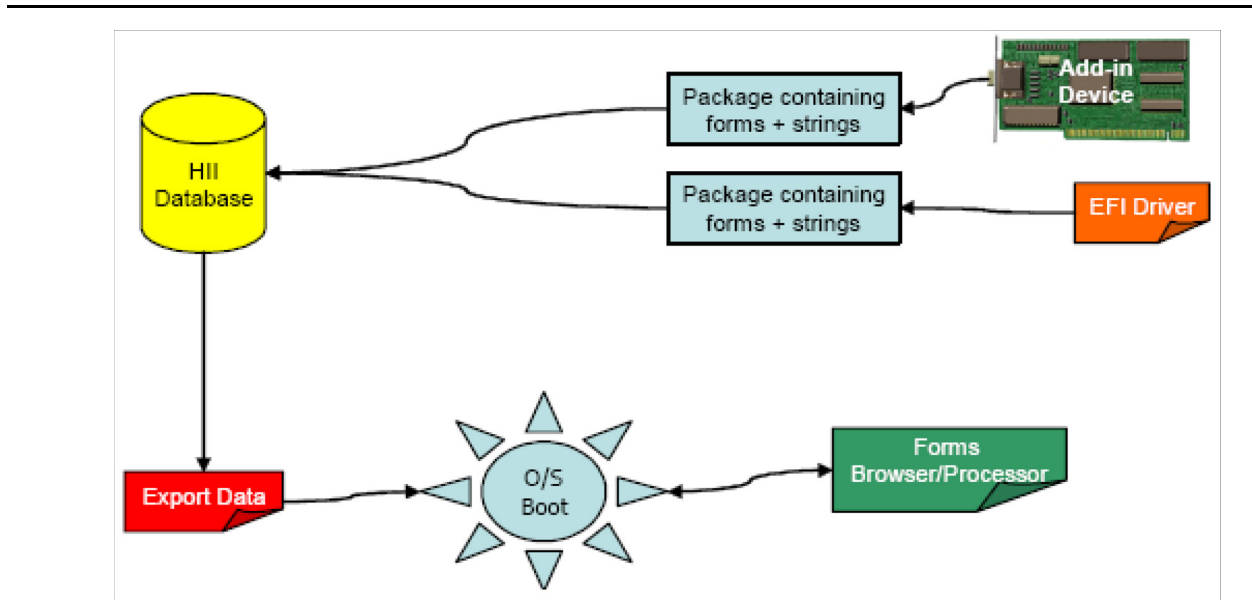 Add-in
Device
Package containing
forms + strings
HII
Database
Package containing
forms + strings
EFI Driver
Forms
Browser/Processor
O/S
Boot
Export Data